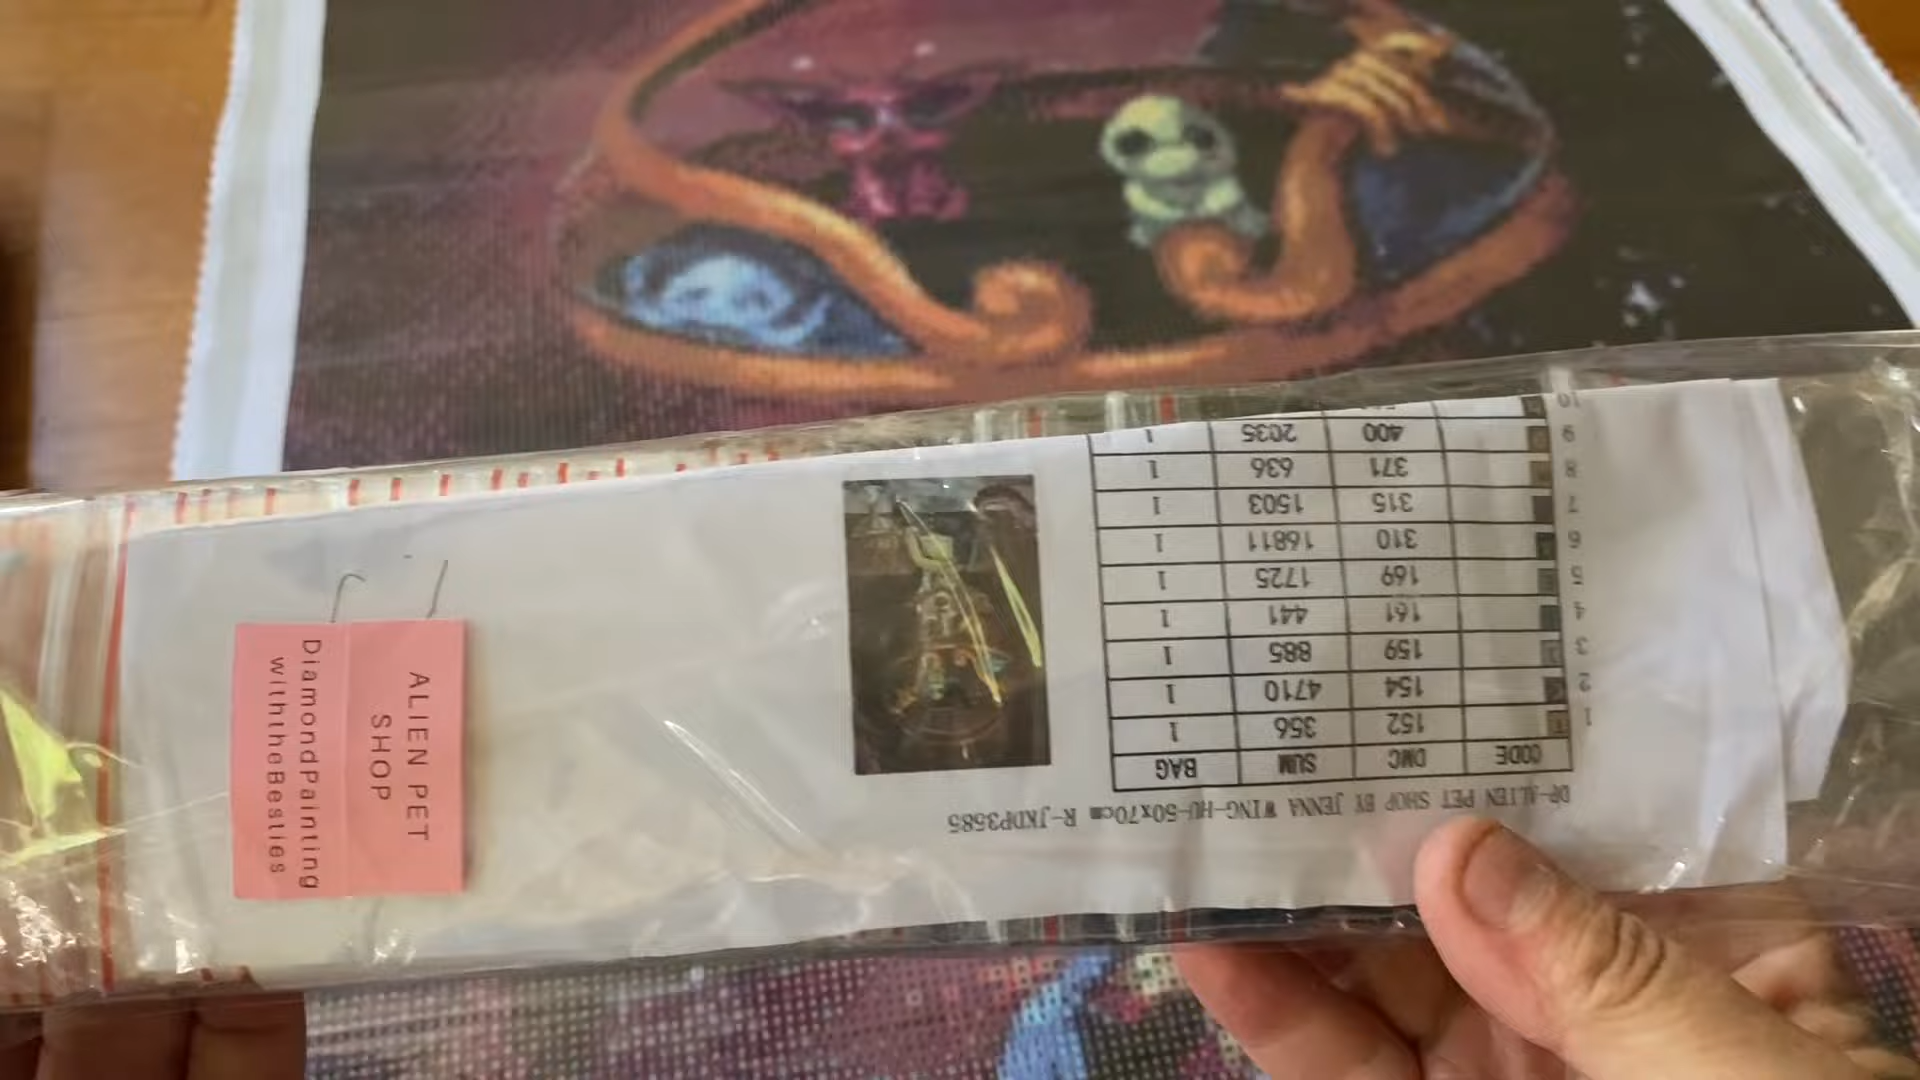 ALIEN PET
SHOP
DiamondPainting
withtheBesties
DP-ALIEN PET SHOP BY JENNA WING-HU-50x70cm R-JKDP3585
CODE DMC SUM BAG
1 152 356 1
2 154 4710 1
3 159 885 1
4 161 441 1
5 169 1725 1
6 310 16811 1
7 315 1503 1
8 371 636 1
9 400 2035 1
10